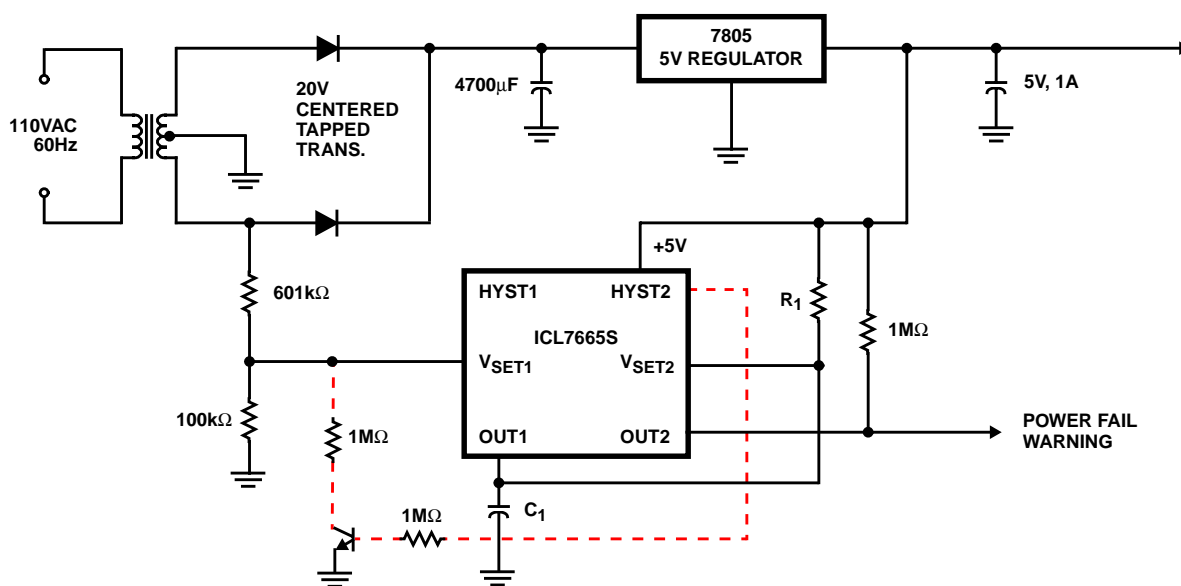 7805
5V REGULATOR
110VAC
60Hz
20V
CENTERED
TAPPED
TRANS.
4700μF
5V, 1A
+5V
601kΩ
HYST1
HYST2
R1
ICL7665S
1MΩ
VSET1
VSET2
100kΩ
1MΩ
OUT1
OUT2
POWER FAIL
WARNING
1MΩ
C1